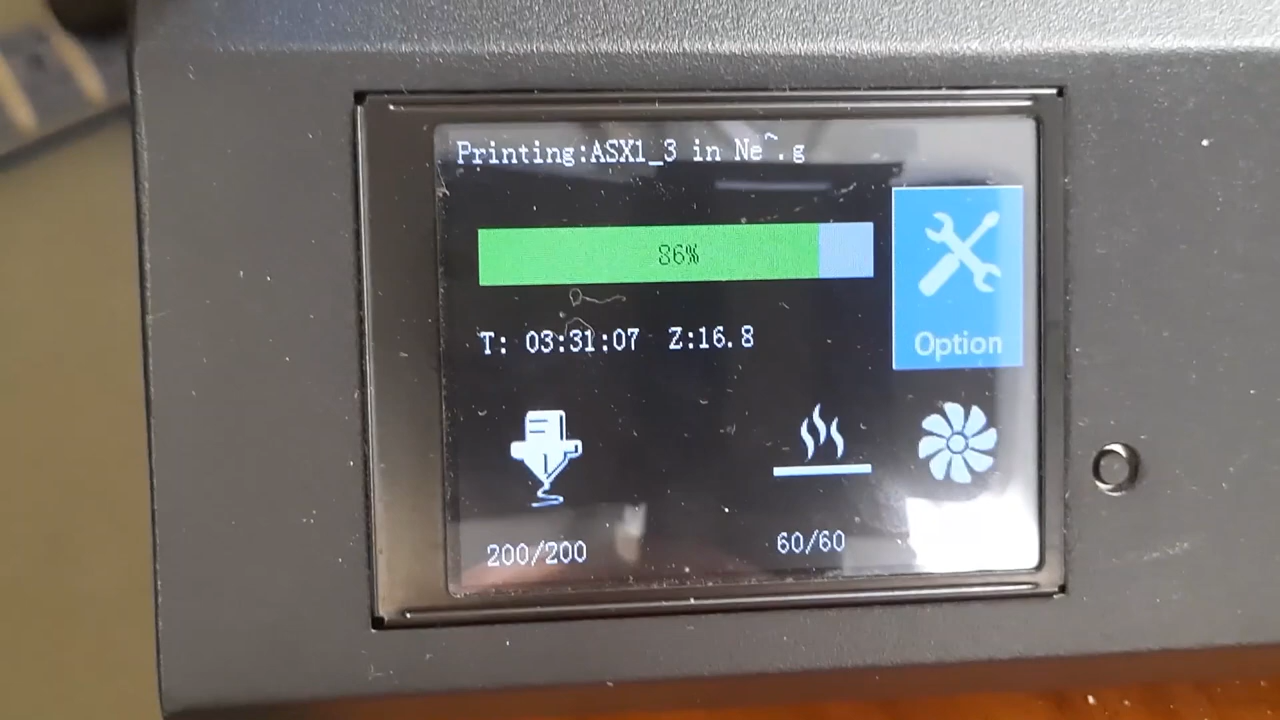 Printing:ASX1_3 in Ne~.g
86%
T: 03:31:07 Z:16.8
Option
200/200
60/60